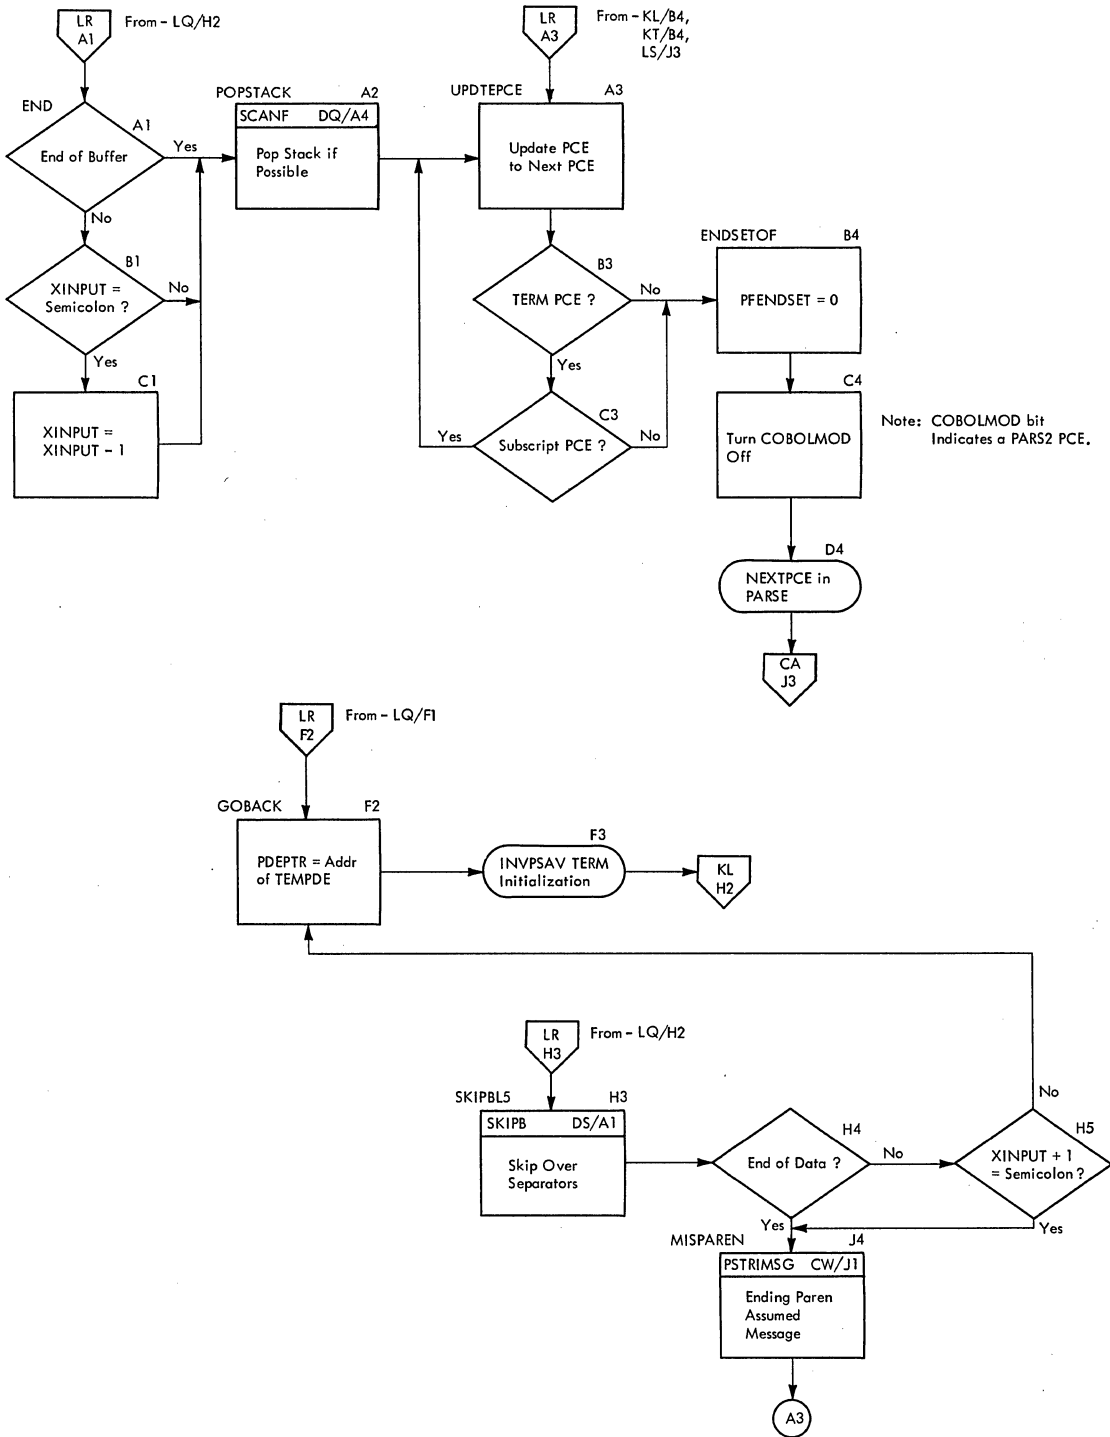 LR
A1
From - LQ/H2
LR
A3
From - KL/B4,
KT/B4,
LS/J3
END
A1
End of Buffer
Yes
No
POPSTACK
A2
SCANF DQ/A4
Pop Stack if
Possible
UPDTEPCE
A3
Update PCE
to Next PCE
B1
XINPUT =
Semicolon ?
No
Yes
B3
TERM PCE ?
No
Yes
ENDSETOF
B4
PFENDSET = 0
C1
XINPUT =
XINPUT - 1
C3
Subscript PCE ?
Yes
No
C4
Turn COBOLMOD
Off
Note: COBOLMOD bit
Indicates a PARS2 PCE.
D4
NEXTPCE in
PARSE
CA
J3
LR
F2
From - LQ/F1
GOBACK
F2
PDEPTR = Addr
of TEMPDE
F3
INVPSAV TERM
Initialization
KL
H2
LR
H3
From - LQ/H2
SKIPBL5
H3
SKIPB DS/A1
Skip Over
Separators
H4
End of Data ?
No
Yes
No
H5
XINPUT + 1
= Semicolon ?
Yes
MISPAREN
J4
PSTRIMSG CW/J1
Ending Paren
Assumed
Message
A3